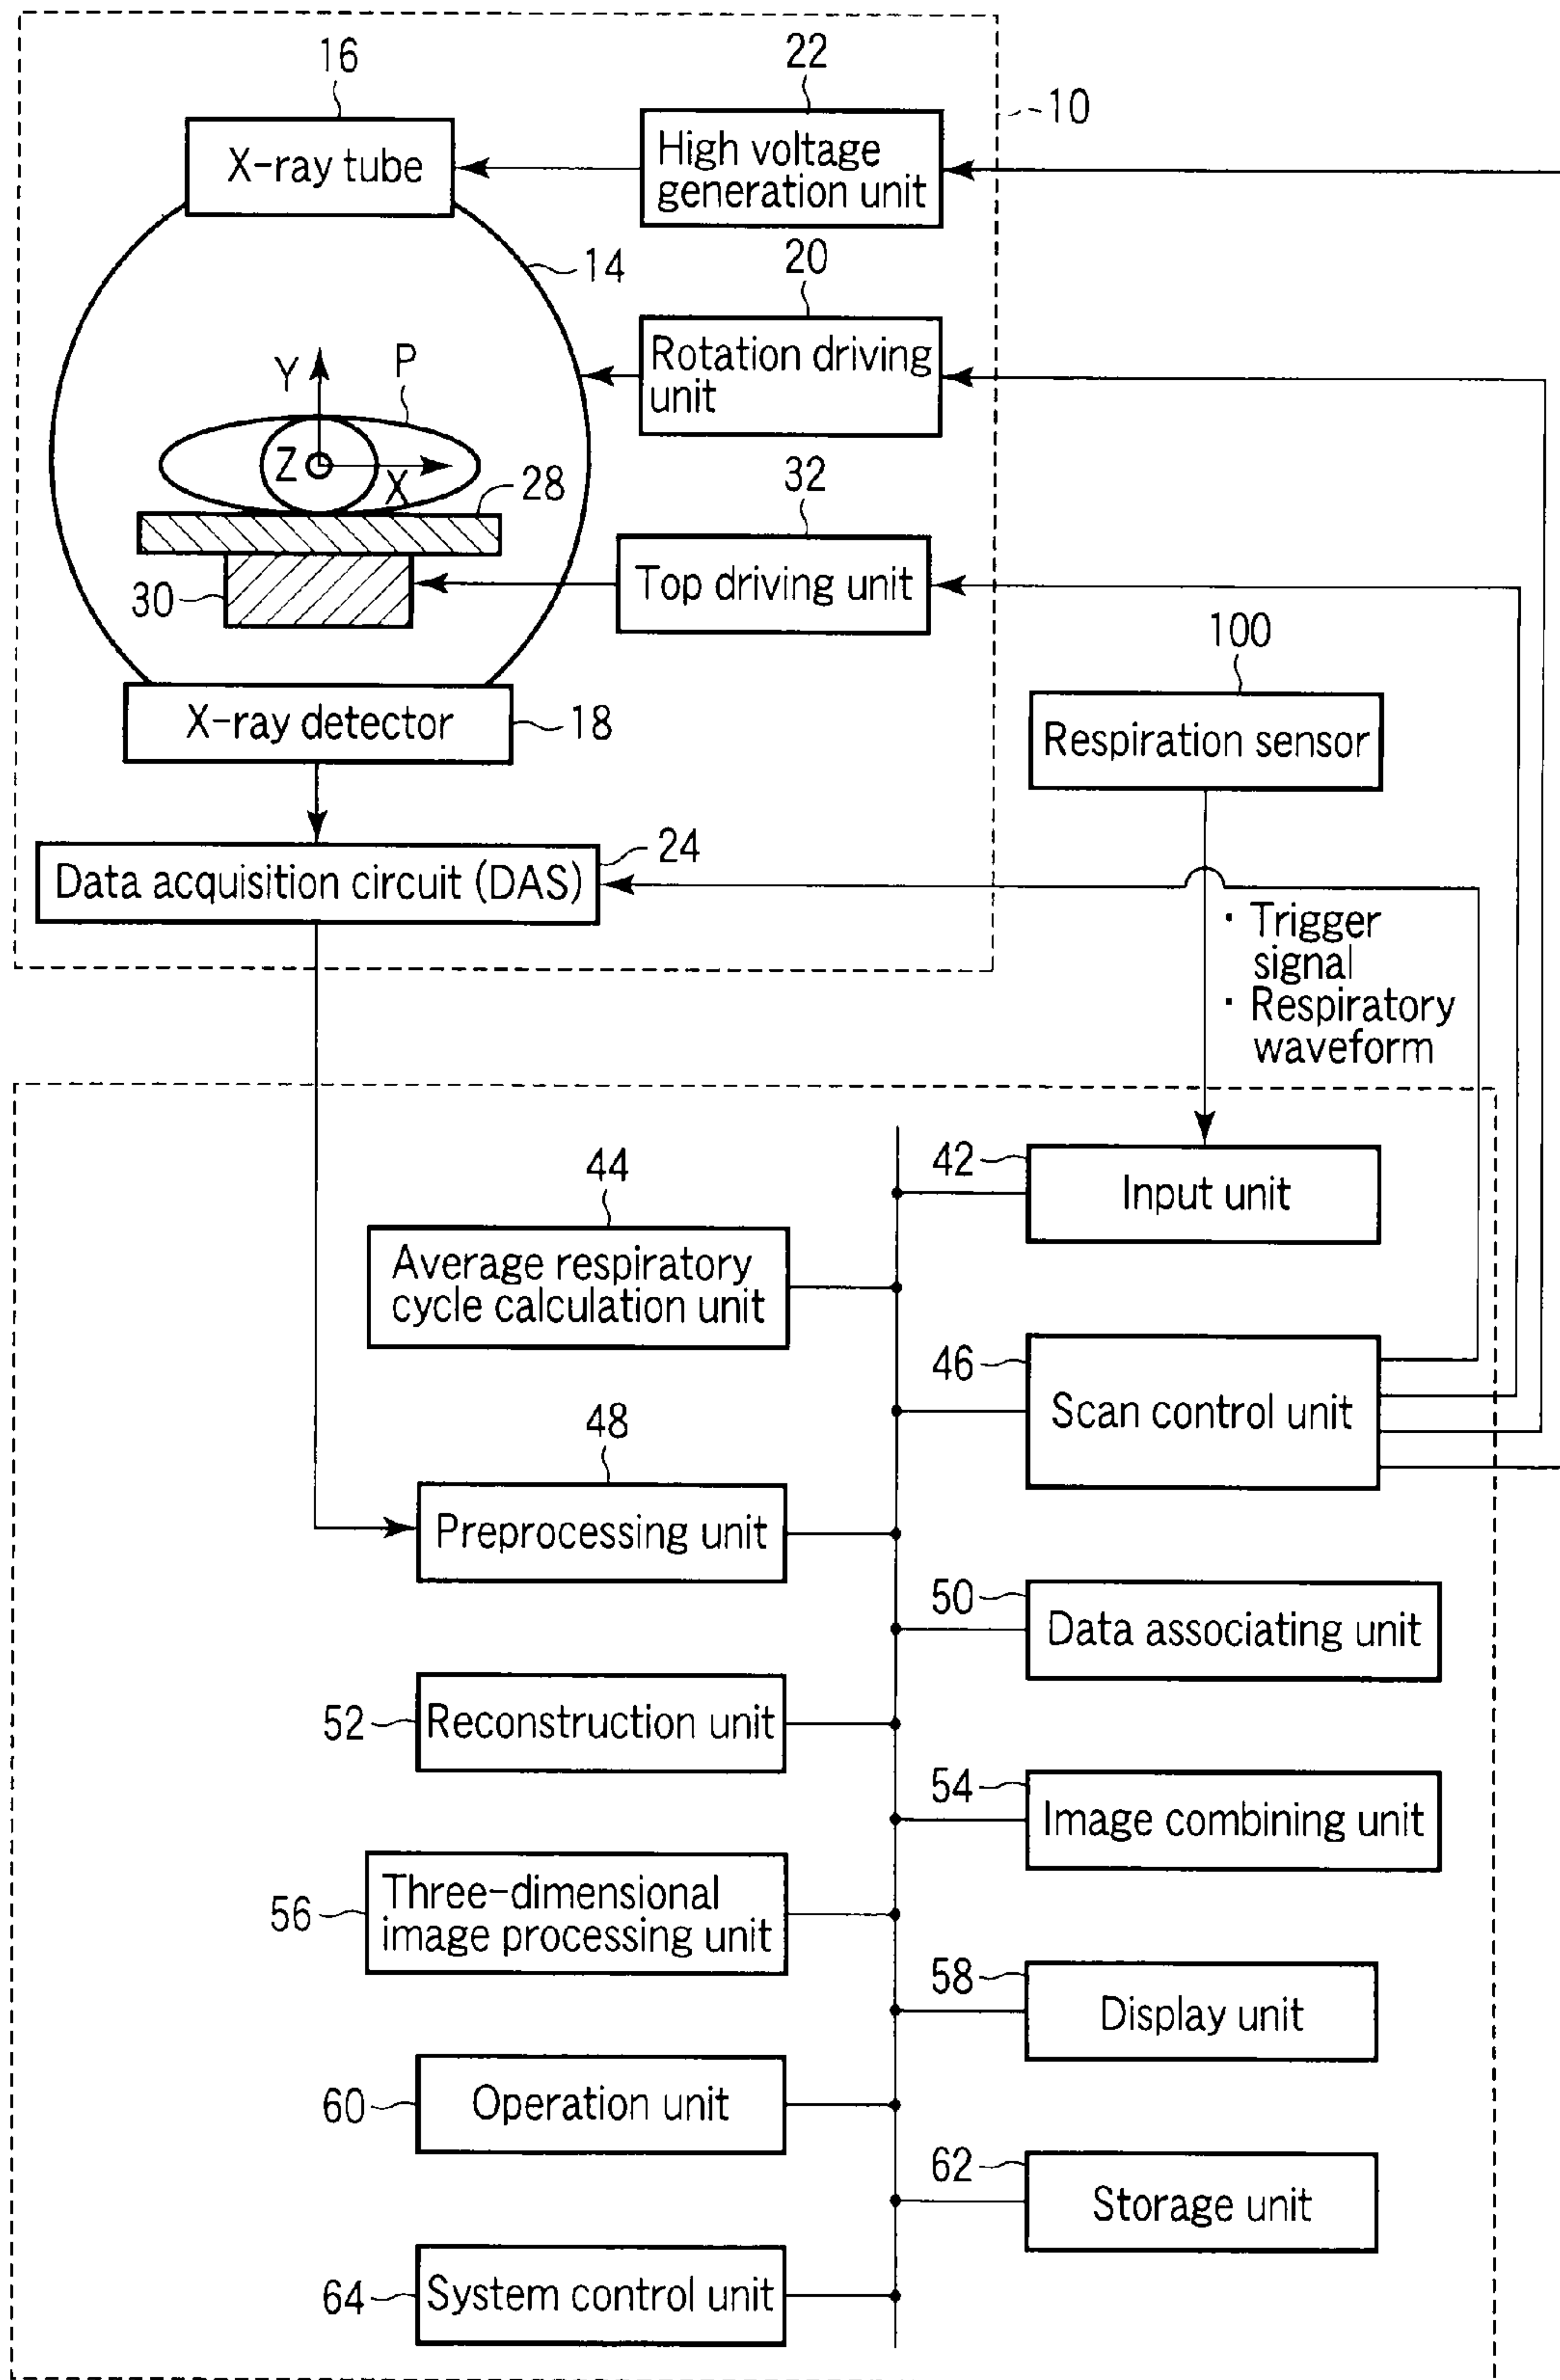 16
22
10
X-ray tube
High voltage
generation unit
14
20
Rotation driving
unit
Y
P
Z
X
28
32
30
Top driving unit
100
X-ray detector
18
Respiration sensor
24
Data acquisition circuit (DAS)
· Trigger
signal
· Respiratory
waveform
42
Input unit
44
Average respiratory
cycle calculation unit
46
Scan control unit
48
Preprocessing unit
50
Data associating unit
52
Reconstruction unit
54
Image combining unit
56
Three-dimensional
image processing unit
58
Display unit
60
Operation unit
62
Storage unit
64
System control unit